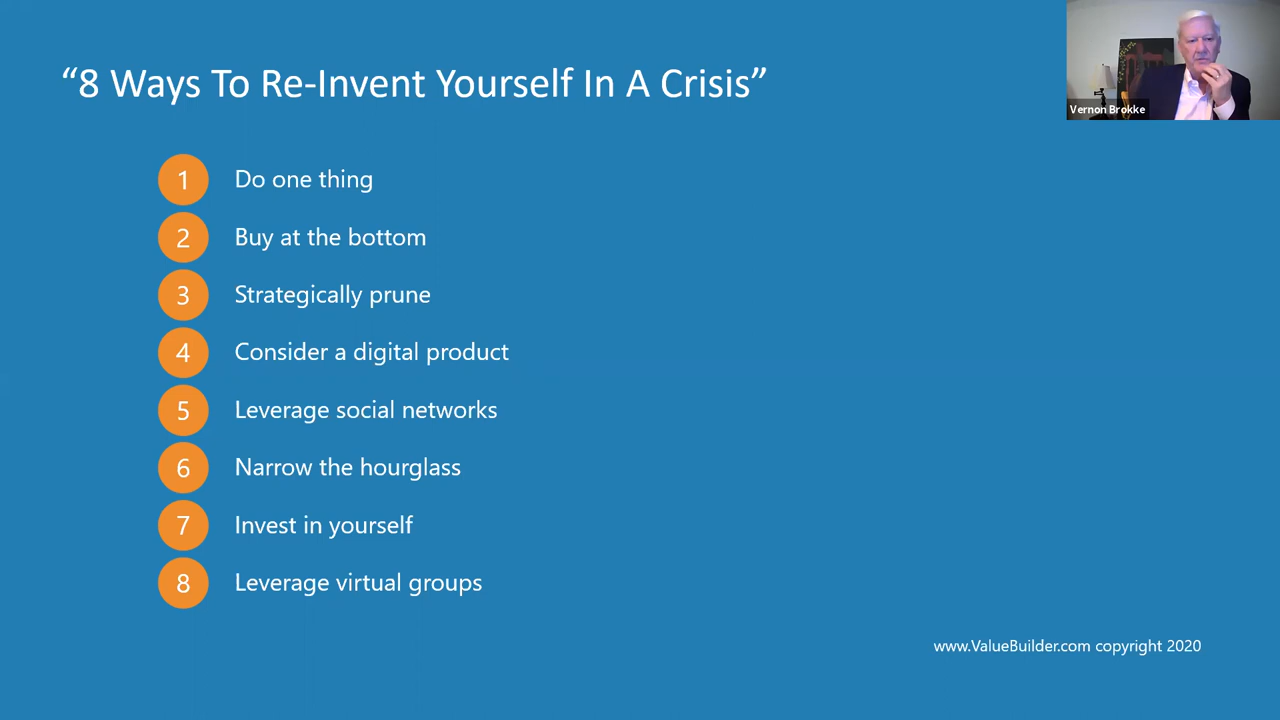 “8 Ways To Re-Invent Yourself In A Crisis”
Vernon Brokke
1 Do one thing
2 Buy at the bottom
3 Strategically prune
4 Consider a digital product
5 Leverage social networks
6 Narrow the hourglass
7 Invest in yourself
8 Leverage virtual groups
www.ValueBuilder.com copyright 2020